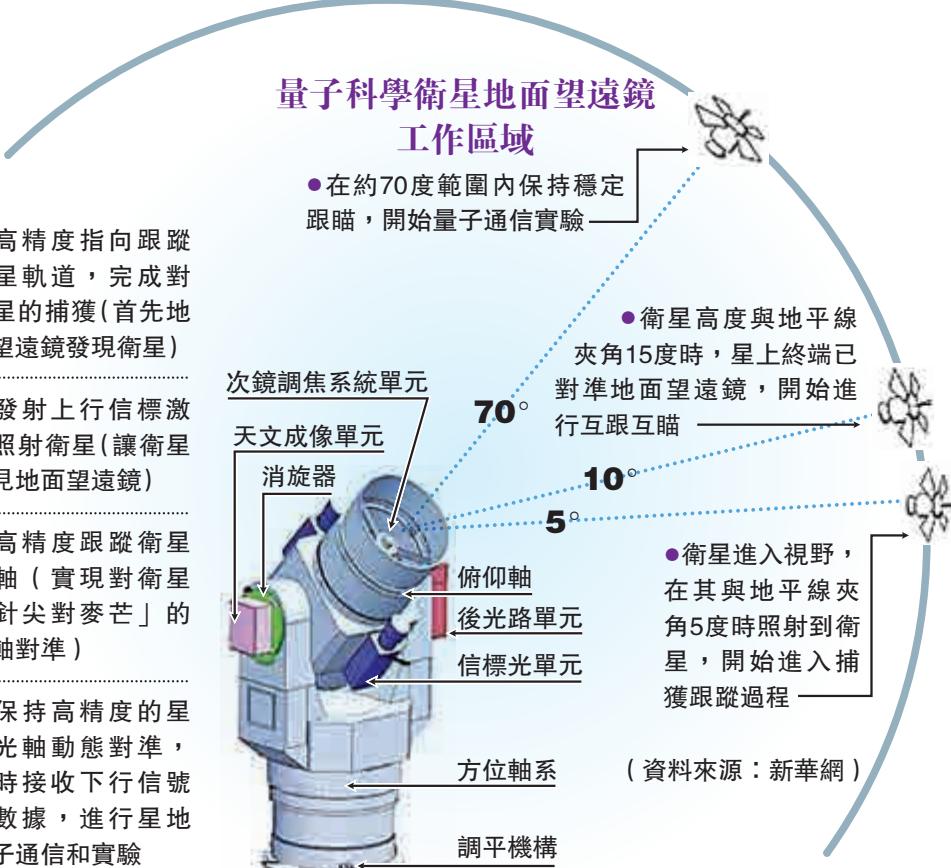 量子科學衛星地面望遠鏡
工作區域
●在約70度範圍內保持穩定
跟瞄，開始量子通信實驗
●衛星高度與地平線
夾角15度時，星上終端已
對準地面望遠鏡，開始進
行互跟互瞄
●衛星進入視野，
在其與地平線夾
角5度時照射到衛
星，開始進入捕
獲跟蹤過程
70°
10°
5°
高精度指向跟蹤
星軌道，完成對
星的捕獲(首先地
望遠鏡發現衛星)
發射上行信標激
照射衛星(讓衛星
見地面望遠鏡)
高精度跟蹤衛星
軸（實現對衛星
針尖對麥芒」的
軸對準）
保持高精度的星
光軸動態對準，
時接收下行信號
數據，進行星地
子通信和實驗
次鏡調焦系統單元
天文成像單元
消旋器
俯仰軸
後光路單元
信標光單元
方位軸系
調平機構
（資料來源：新華網）